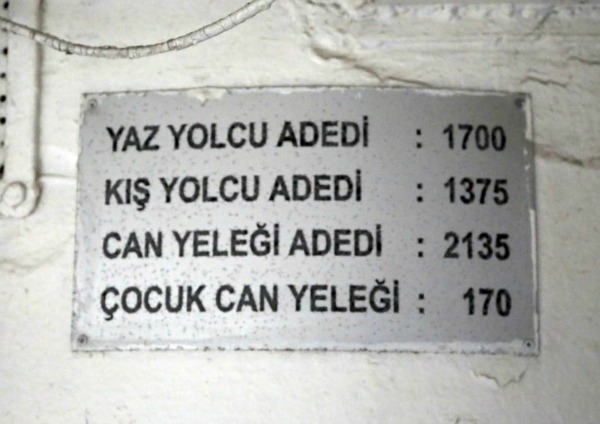 YAZ YOLCU ADEDİ : 1700
KIŞ YOLCU ADEDİ : 1375
CAN YELEĞİ ADEDİ : 2135
ÇOCUK CAN YELEĞİ : 170